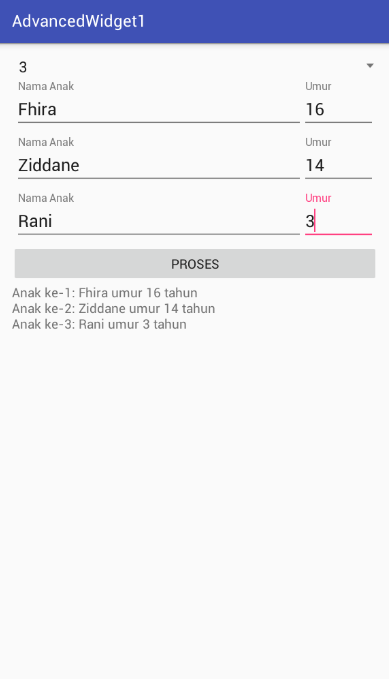 AdvancedWidget1
3
Nama Anak Umur
Fhira 16
Nama Anak Umur
Ziddane 14
Nama Anak Umur
Rani 3
PROSES
Anak ke-1: Fhira umur 16 tahun
Anak ke-2: Ziddane umur 14 tahun
Anak ke-3: Rani umur 3 tahun